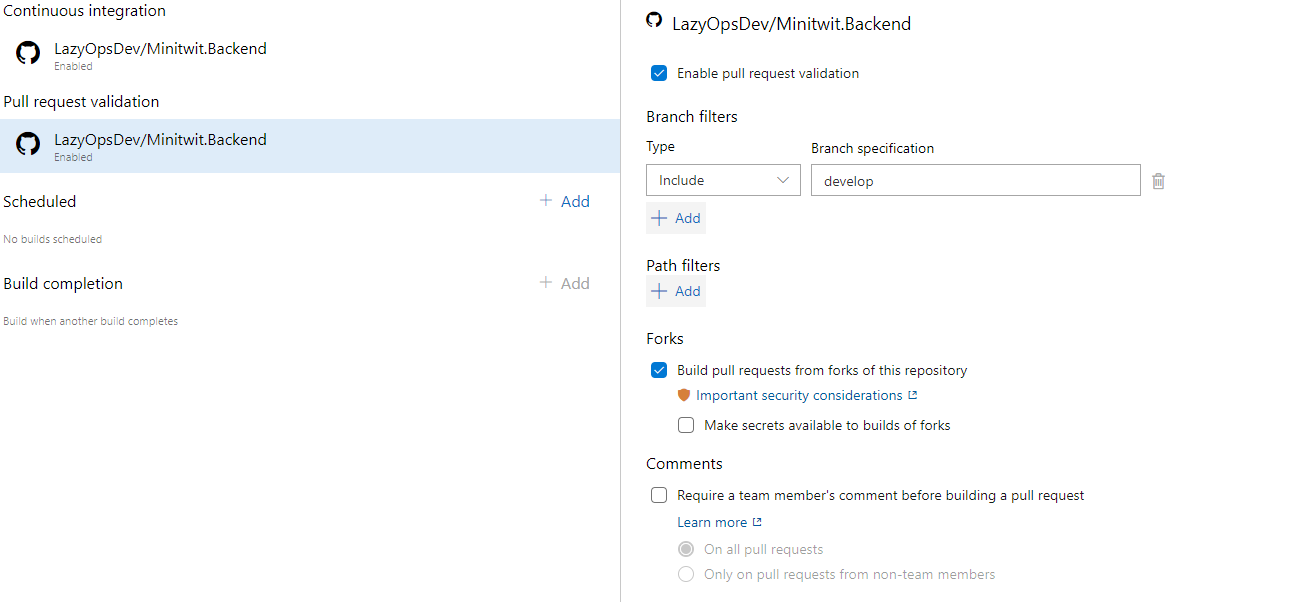 Continuous integration
LazyOpsDev/Minitwit.Backend
Enabled
Pull request validation
LazyOpsDev/Minitwit.Backend
Enabled
Scheduled
Add
No builds scheduled
Build completion
Add
Build when another build completes
LazyOpsDev/Minitwit.Backend
Enable pull request validation
Branch filters
Type
Branch specification
Include
develop
Add
Path filters
Add
Forks
Build pull requests from forks of this repository
Important security considerations
Make secrets available to builds of forks
Comments
Require a team member's comment before building a pull request
Learn more
On all pull requests
Only on pull requests from non-team members